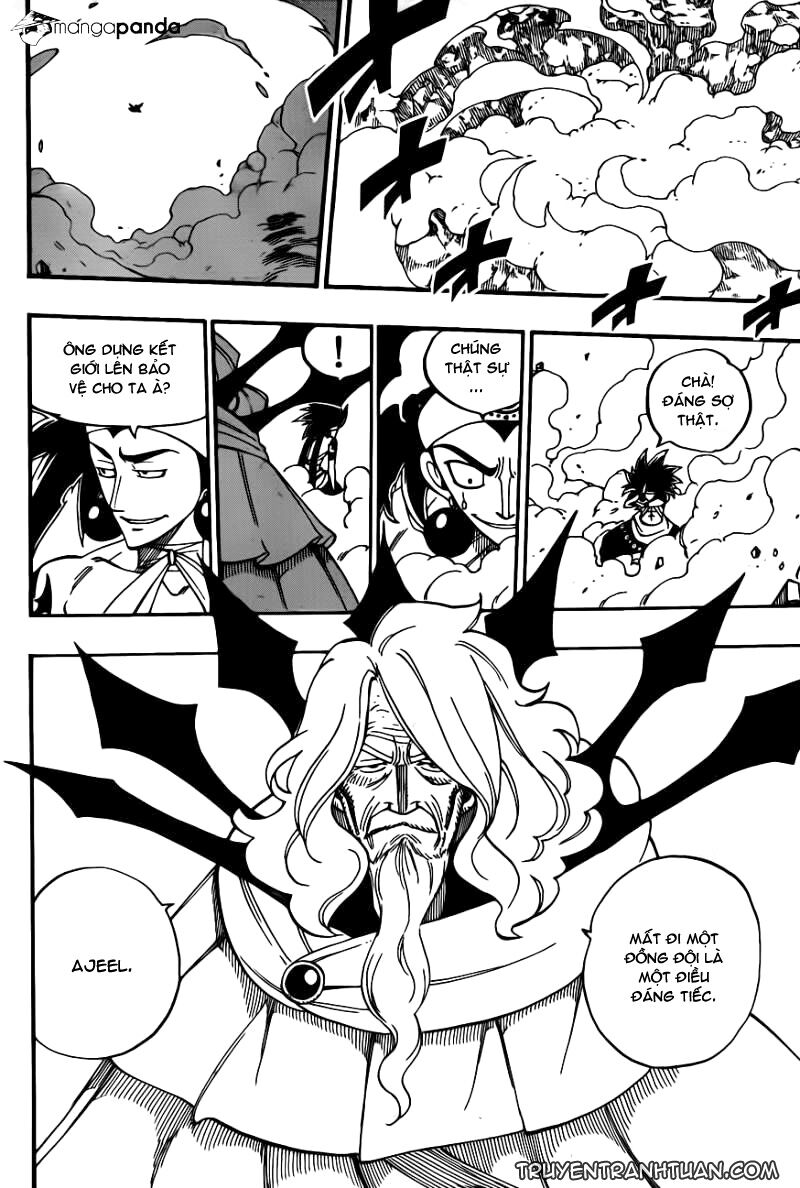 mangapanda
CHÀ!
ĐÁNG SỢ
THẬT.
CHÚNG
THẬT SỰ
...
!
ÔNG DỰNG KẾT
GIỚI LÊN BẢO
VỆ CHO TA À?
MẤT ĐI MỘT
ĐỒNG ĐỘI LÀ
MỘT ĐIỀU
ĐÁNG TIẾC.
AJEEL.
TRUYENTRANHTUAN.COM